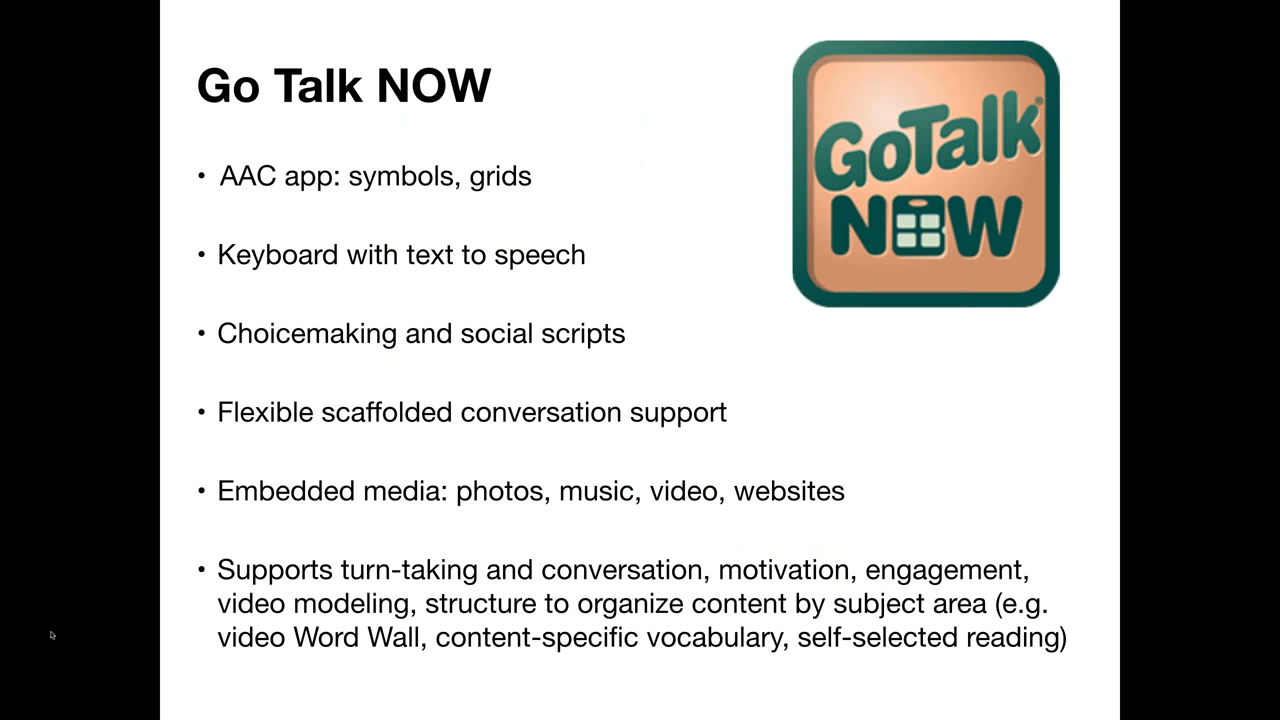 Go Talk NOW
GoTalk®
NOW
• AAC app: symbols, grids
• Keyboard with text to speech
• Choicemaking and social scripts
• Flexible scaffolded conversation support
• Embedded media: photos, music, video, websites
• Supports turn-taking and conversation, motivation, engagement,
video modeling, structure to organize content by subject area (e.g.
video Word Wall, content-specific vocabulary, self-selected reading)